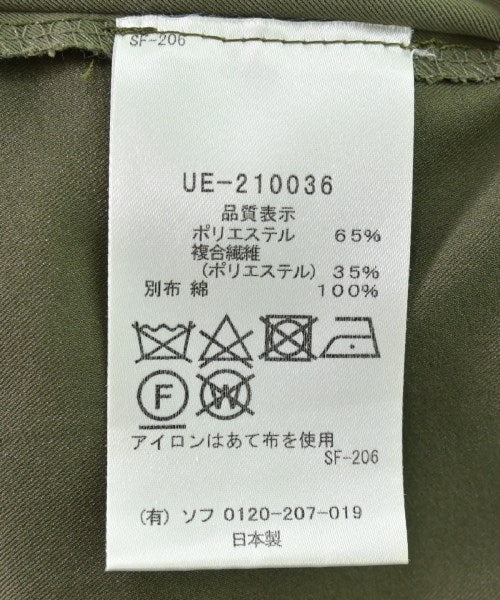 SF-206
UE-210036
品質表示
ポリエステル 65%
複合繊維
(ポリエステル) 35%
別布 綿 100%
F
W
アイロンはあて布を使用
SF-206
(有) ソフ 0120-207-019
日本製